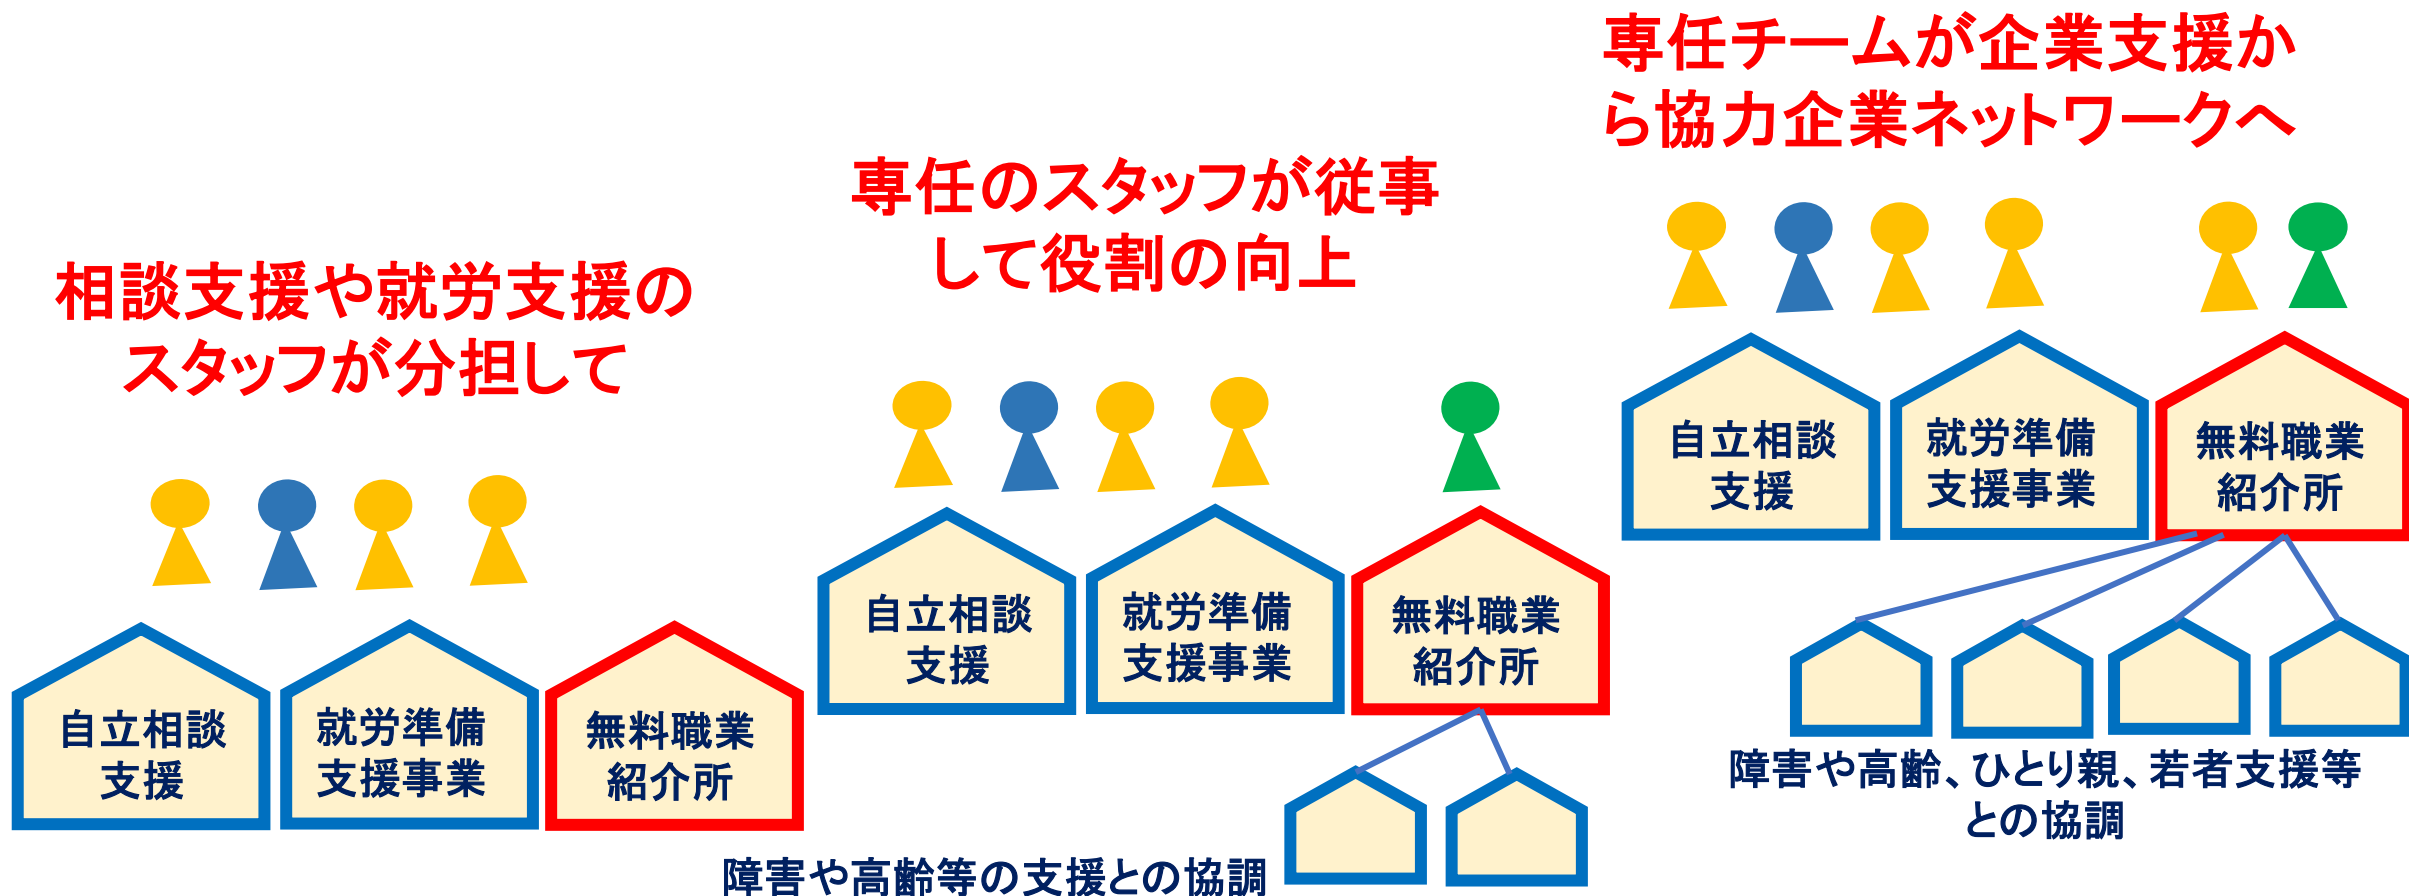 相談支援や就労支援の
スタッフが分担して
自立相談
支援
就労準備
支援事業
無料職業
紹介所
専任のスタッフが従事
して役割の向上
自立相談
支援
就労準備
支援事業
無料職業
紹介所
障害や高齢等の支援との協調
専任チームが企業支援か
ら協力企業ネットワークへ
自立相談
支援
就労準備
支援事業
無料職業
紹介所
障害や高齢、ひとり親、若者支援等
との協調